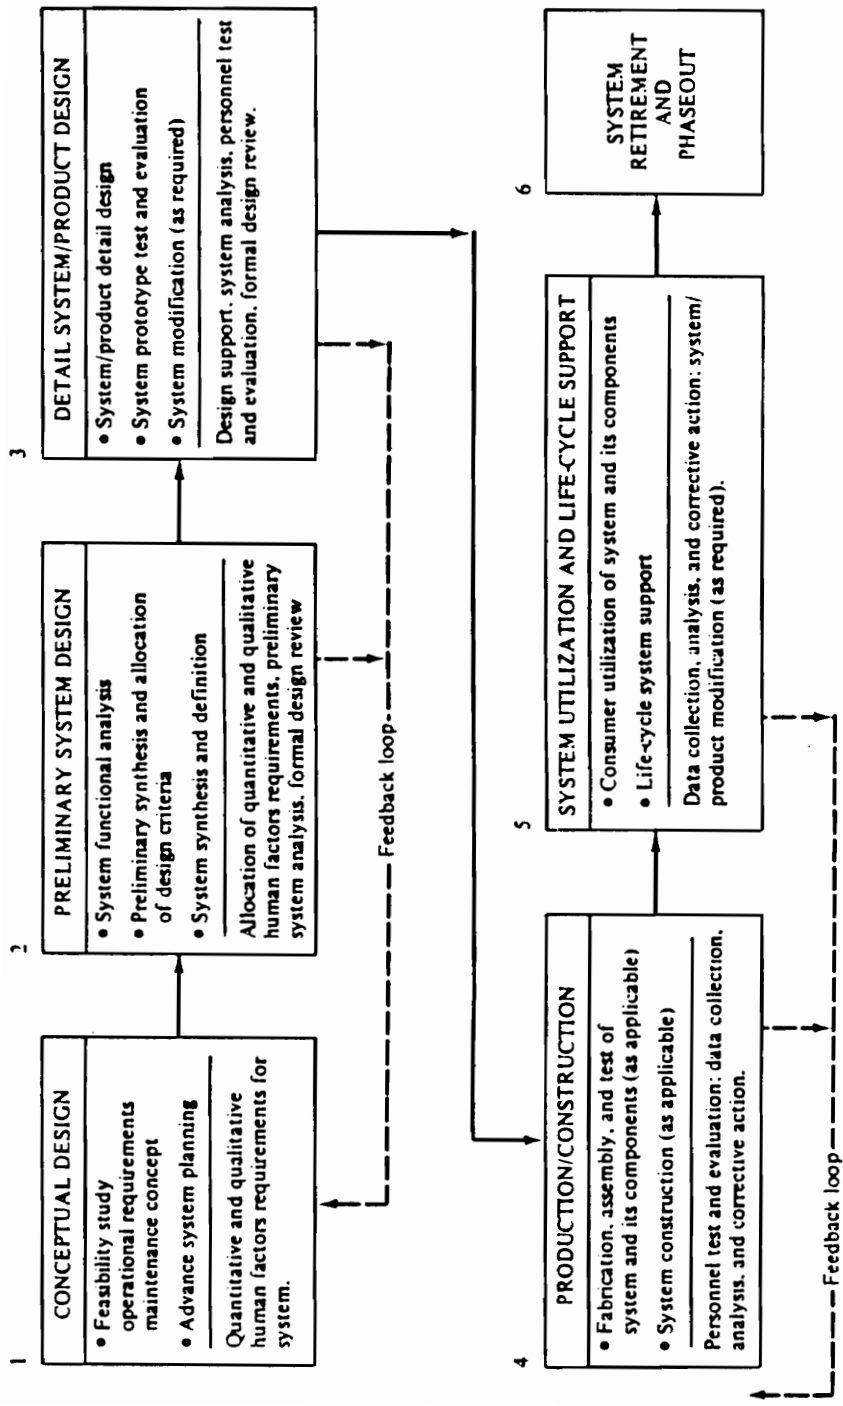 1
CONCEPTUAL DESIGN
• Feasibility study
operational requirements
maintenance concept
• Advance system planning
Quantitative and qualitative
human factors requirements for
system.
2
PRELIMINARY SYSTEM DESIGN
• System functional analysis
• Preliminary synthesis and allocation
of design criteria
• System synthesis and definition
Allocation of quantitative and qualitative
human factors requirements, preliminary
system analysis, formal design review
3
DETAIL SYSTEM/PRODUCT DESIGN
• System/product detail design
• System prototype test and evaluation
• System modification (as required)
Design support, system analysis, personnel test
and evaluation, formal design review.
Feedback loop
4
PRODUCTION/CONSTRUCTION
• Fabrication, assembly, and test of
system and its components (as applicable)
• System construction (as applicable)
Personnel test and evaluation: data collection,
analysis, and corrective action.
5
SYSTEM UTILIZATION AND LIFE-CYCLE SUPPORT
• Consumer utilization of system and its components
• Life-cycle system support
Data collection, analysis, and corrective action: system/
product modification (as required).
6
SYSTEM
RETIREMENT
AND
PHASEOUT
Feedback loop